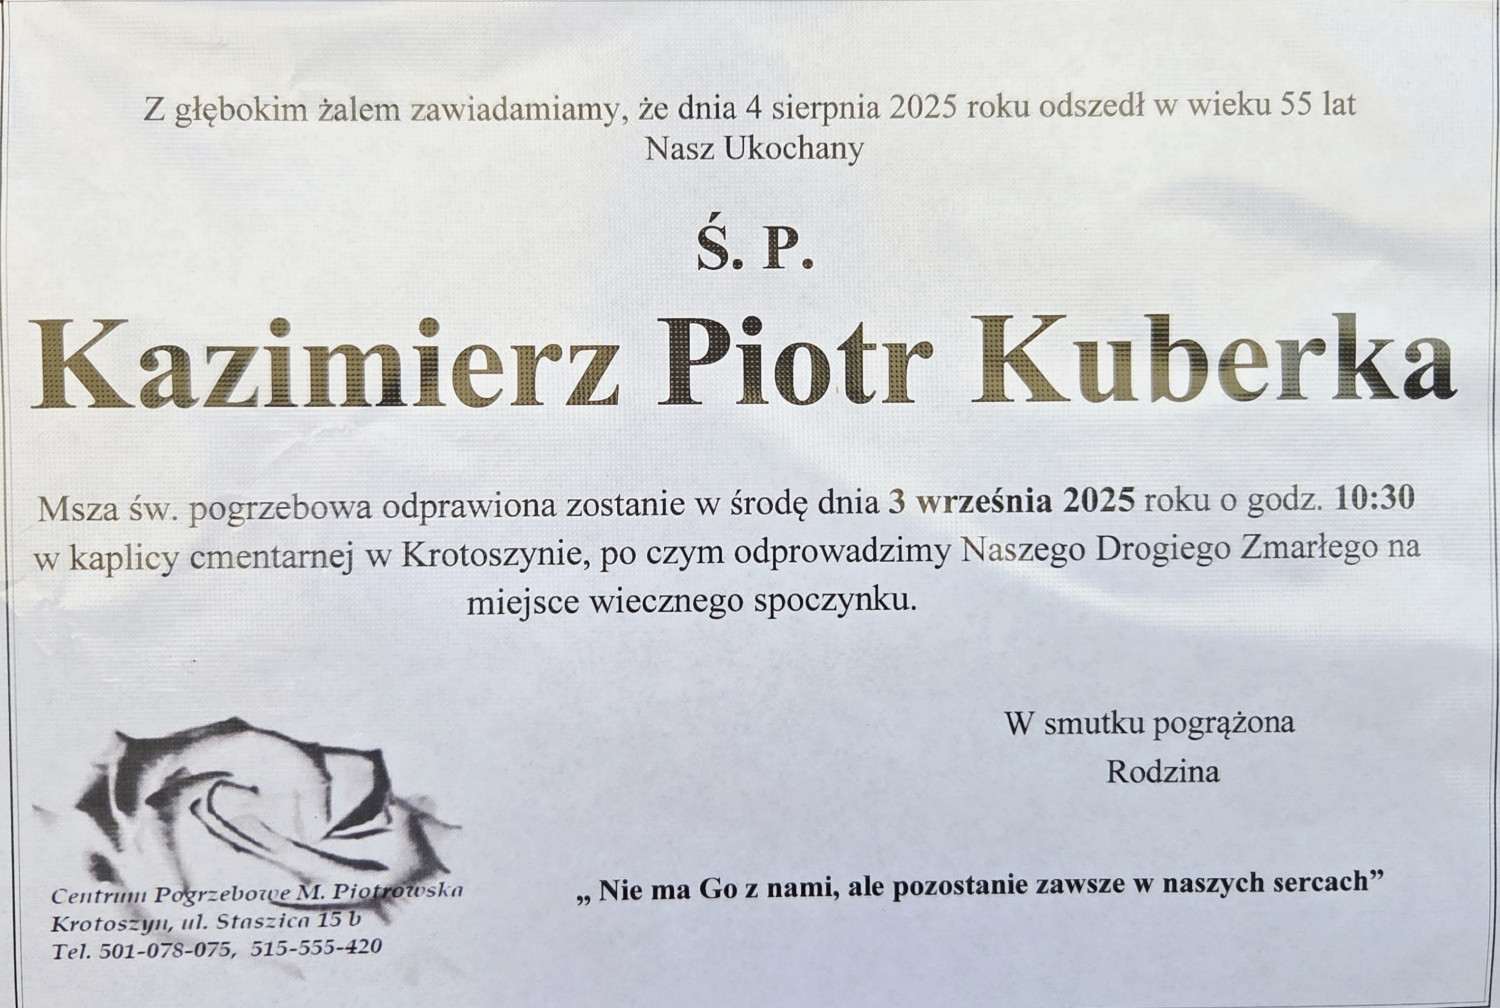 Z głębokim żalem zawiadamiamy, że dnia 4 sierpnia 2025 roku odszedł w wieku 55 lat
Nasz Ukochany
Ś. P.
Kazimierz Piotr Kuberka
Msza św. pogrzebowa odprawiona zostanie w środę dnia 3 września 2025 roku o godz. 10:30
w kaplicy cmentarnej w Krotoszynie, po czym odprowadzimy Naszego Drogiego Zmarłego na
miejsce wiecznego spoczynku.
W smutku pogrążona
Rodzina
„ Nie ma Go z nami, ale pozostanie zawsze w naszych sercach”
Centrum Pogrzebowe M. Piotrowska
Krotoszyn, ul. Staszica 15 b
Tel. 501-078-075, 515-555-420